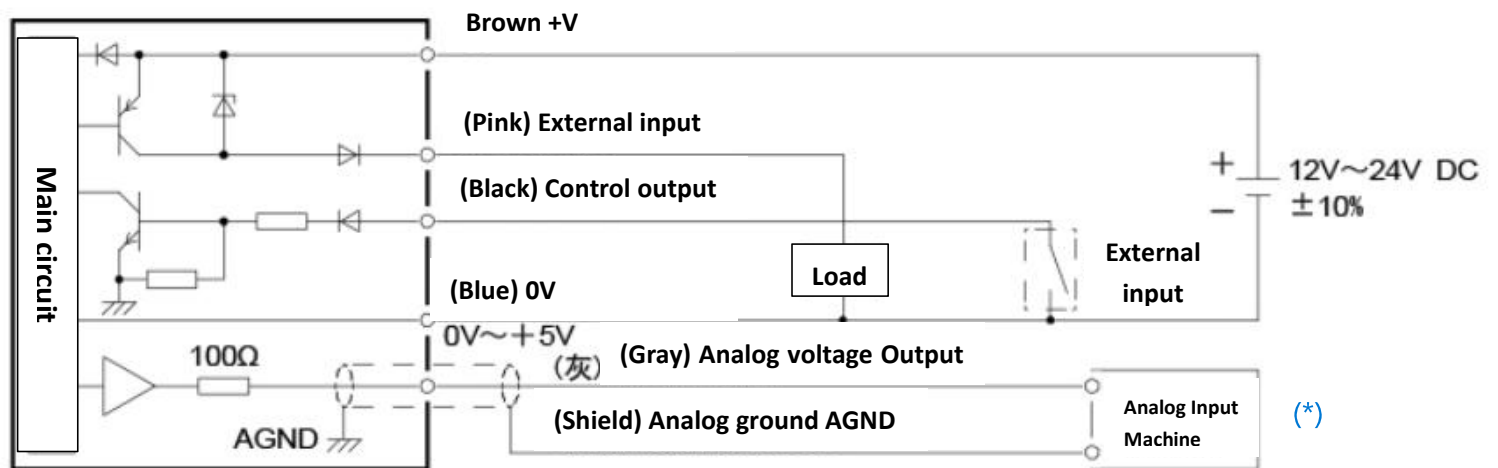 Brown +V
(Pink) External input
(Black) Control output
Main circuit
+
12V～24V DC
−
±10%
Load
External
input
(Blue) 0V
0V～＋5V
(灰)
(Gray) Analog voltage Output
100Ω
(Shield) Analog ground AGND
AGND
Analog Input
Machine
(*)